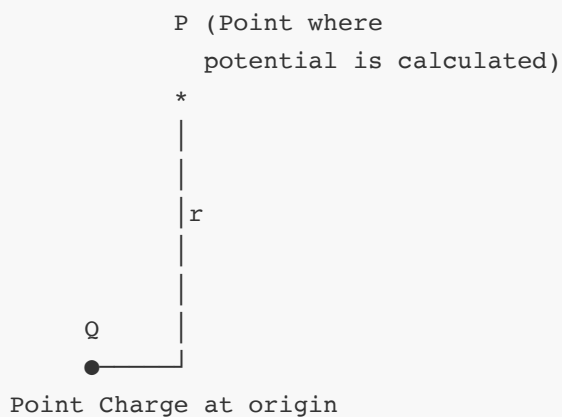 P (Point where
potential is calculated)
*
r
Q
Point Charge at origin